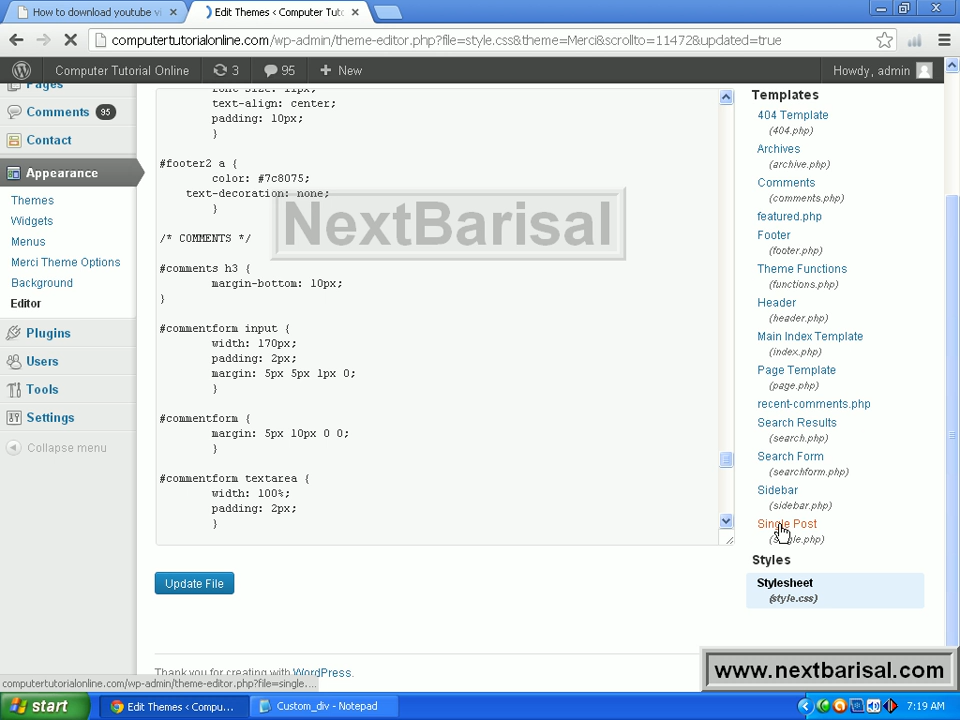 How to download youtube vi
Edit Themes ‹ Computer Tuto
computertutorialonline.com/wp-admin/theme-editor.php?file=style.css&theme=Merci&scrollto=11472&updated=true
Computer Tutorial Online
3
95
New
Howdy, admin
Pages
Comments 95
Contact
Appearance
Themes
Widgets
Menus
Merci Theme Options
Background
Editor
Plugins
Users
Tools
Settings
Collapse menu
font-size: 11px;
text-align: center;
padding: 10px;
}
#footer2 a {
color: #7c8075;
text-decoration: none;
}
/* COMMENTS */
#comments h3 {
margin-bottom: 10px;
}
#commentform input {
width: 170px;
padding: 2px;
margin: 5px 5px 1px 0;
}
#commentform {
margin: 5px 10px 0 0;
}
#commentform textarea {
width: 100%;
padding: 2px;
}
NextBarisal
Update File
Templates
404 Template
(404.php)
Archives
(archive.php)
Comments
(comments.php)
featured.php
Footer
(footer.php)
Theme Functions
(functions.php)
Header
(header.php)
Main Index Template
(index.php)
Page Template
(page.php)
recent-comments.php
Search Results
(search.php)
Search Form
(searchform.php)
Sidebar
(sidebar.php)
Single Post
(single.php)
Styles
Stylesheet
(style.css)
Thank you for creating with WordPress.
www.nextbarisal.com
computertutorialonline.com/wp-admin/theme-editor.php?file=single....
start
Edit Themes ‹ Compu...
Custom_div - Notepad
7:19 AM